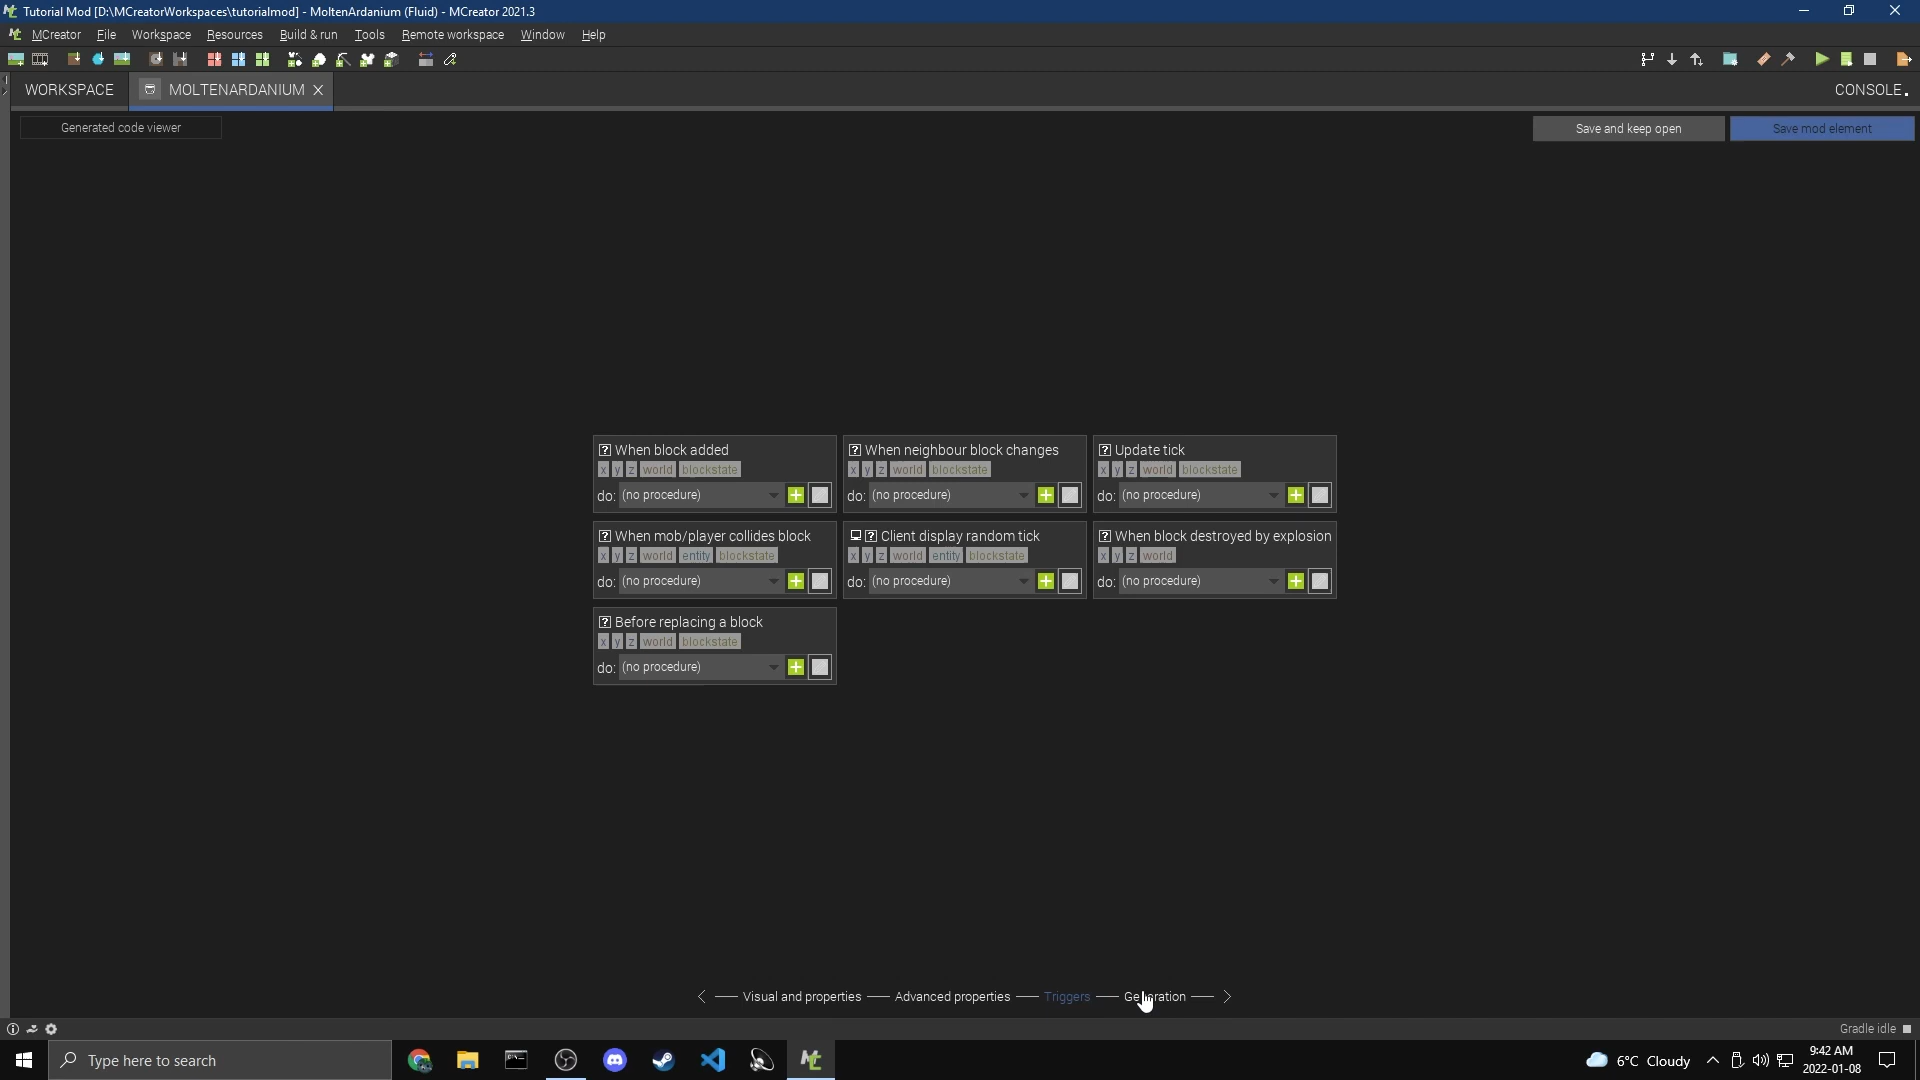 Tutorial Mod [D:\MCreatorWorkspaces\tutorialmod] - MoltenArdanium (Fluid) - MCreator 2021.3
MCreator File Workspace Resources Build & run Tools Remote workspace Window Help
WORKSPACE MOLTENARDANIUM CONSOLE
Generated code viewer Save and keep open Save mod element
When block added When neighbour block changes Update tick
x y z world blockstate x y z world blockstate x y z world blockstate
do: (no procedure) do: (no procedure) do: (no procedure)
When mob/player collides block Client display random tick When block destroyed by explosion
x y z world entity blockstate x y z world entity blockstate x y z world
do: (no procedure) do: (no procedure) do: (no procedure)
Before replacing a block
x y z world blockstate
do: (no procedure)
Visual and properties Advanced properties Triggers Generation
Gradle idle
Type here to search 6°C Cloudy 9:42 AM
2022-01-08